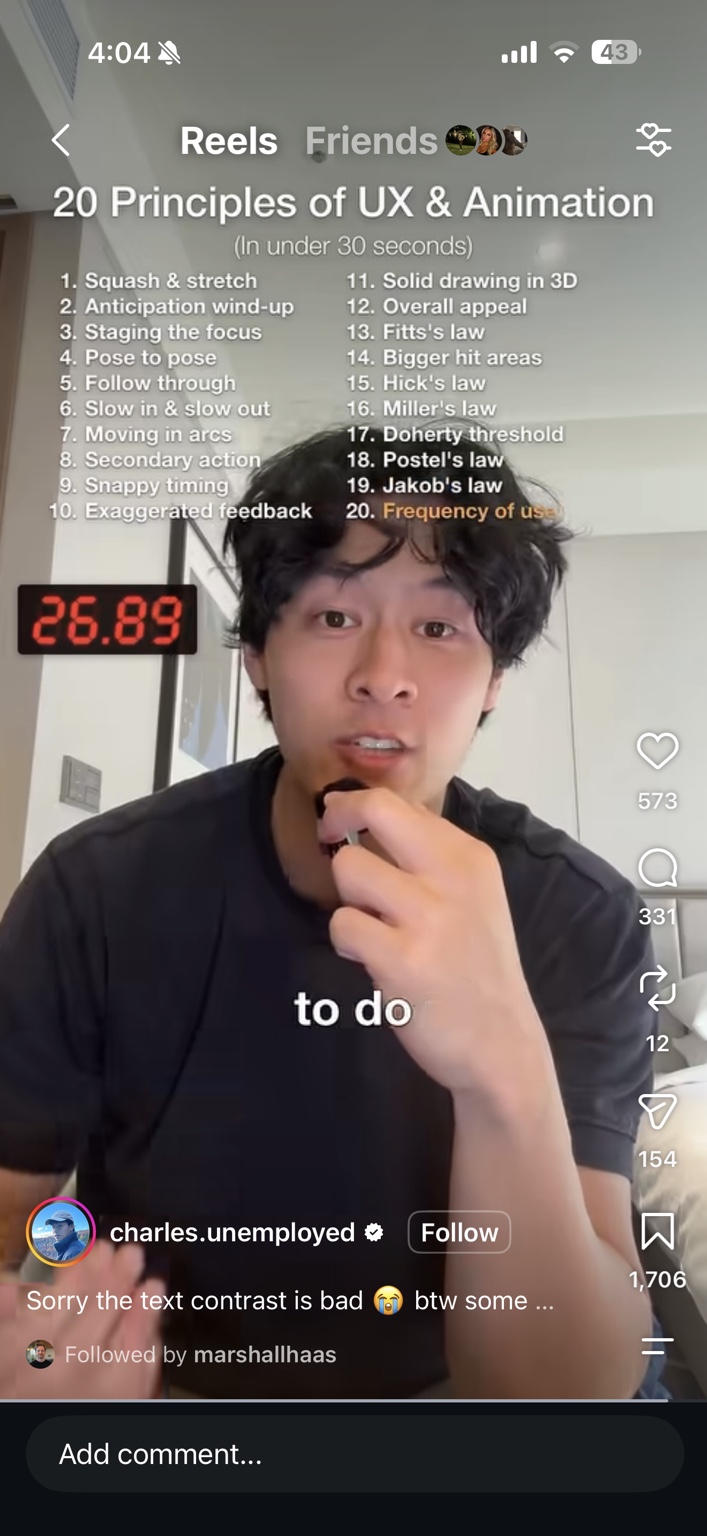 4:04
43
Reels Friends
20 Principles of UX & Animation
(In under 30 seconds)
1. Squash & stretch
2. Anticipation wind-up
3. Staging the focus
4. Pose to pose
5. Follow through
6. Slow in & slow out
7. Moving in arcs
8. Secondary action
9. Snappy timing
10. Exaggerated feedback
11. Solid drawing in 3D
12. Overall appeal
13. Fitts's law
14. Bigger hit areas
15. Hick's law
16. Miller's law
17. Doherty threshold
18. Postel's law
19. Jakob's law
20. Frequency of use
26.89
573
331
to do
12
154
charles.unemployed Follow
1,706
Sorry the text contrast is bad 😭 btw some ...
Followed by marshallhaas
Add comment...